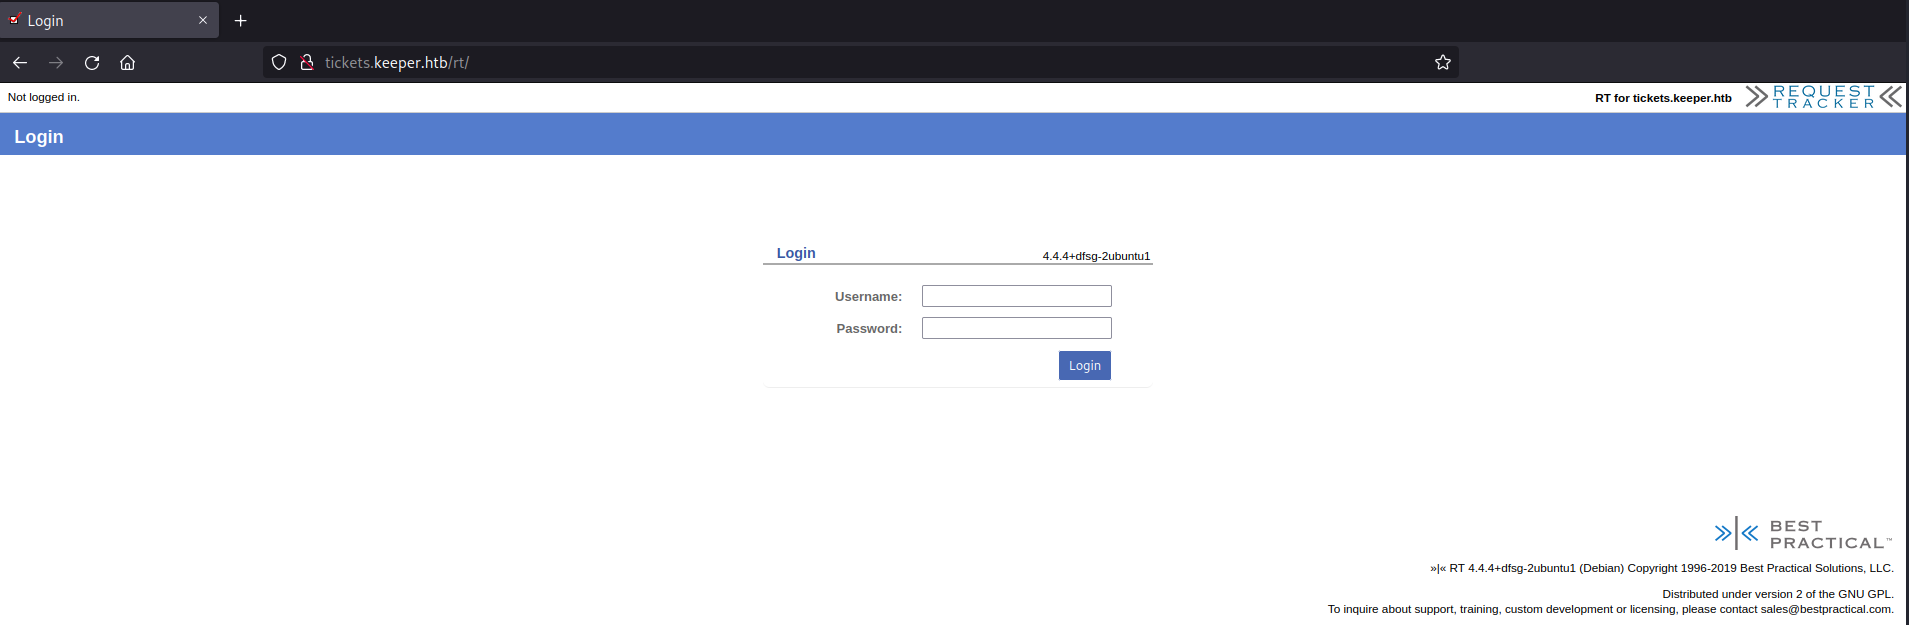 Login
tickets.keeper.htb/rt/
Not logged in.
RT for tickets.keeper.htb
REQUEST
TRACKER
Login
Login 4.4.4+dfsg-2ubuntu1
Username:
Password:
Login
BEST
PRACTICAL™
»|« RT 4.4.4+dfsg-2ubuntu1 (Debian) Copyright 1996-2019 Best Practical Solutions, LLC.
Distributed under version 2 of the GNU GPL.
To inquire about support, training, custom development or licensing, please contact sales@bestpractical.com.